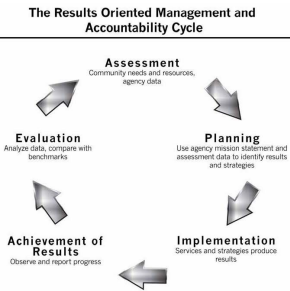 The Results Oriented Management and
Accountability Cycle
Assessment
Community needs and resources,
agency data
Planning
Use agency mission statement and
assessment data to identify results
and strategies
Implementation
Services and strategies produce
results
Achievement of
Results
Observe and report progress
Evaluation
Analyze data, compare with
benchmarks